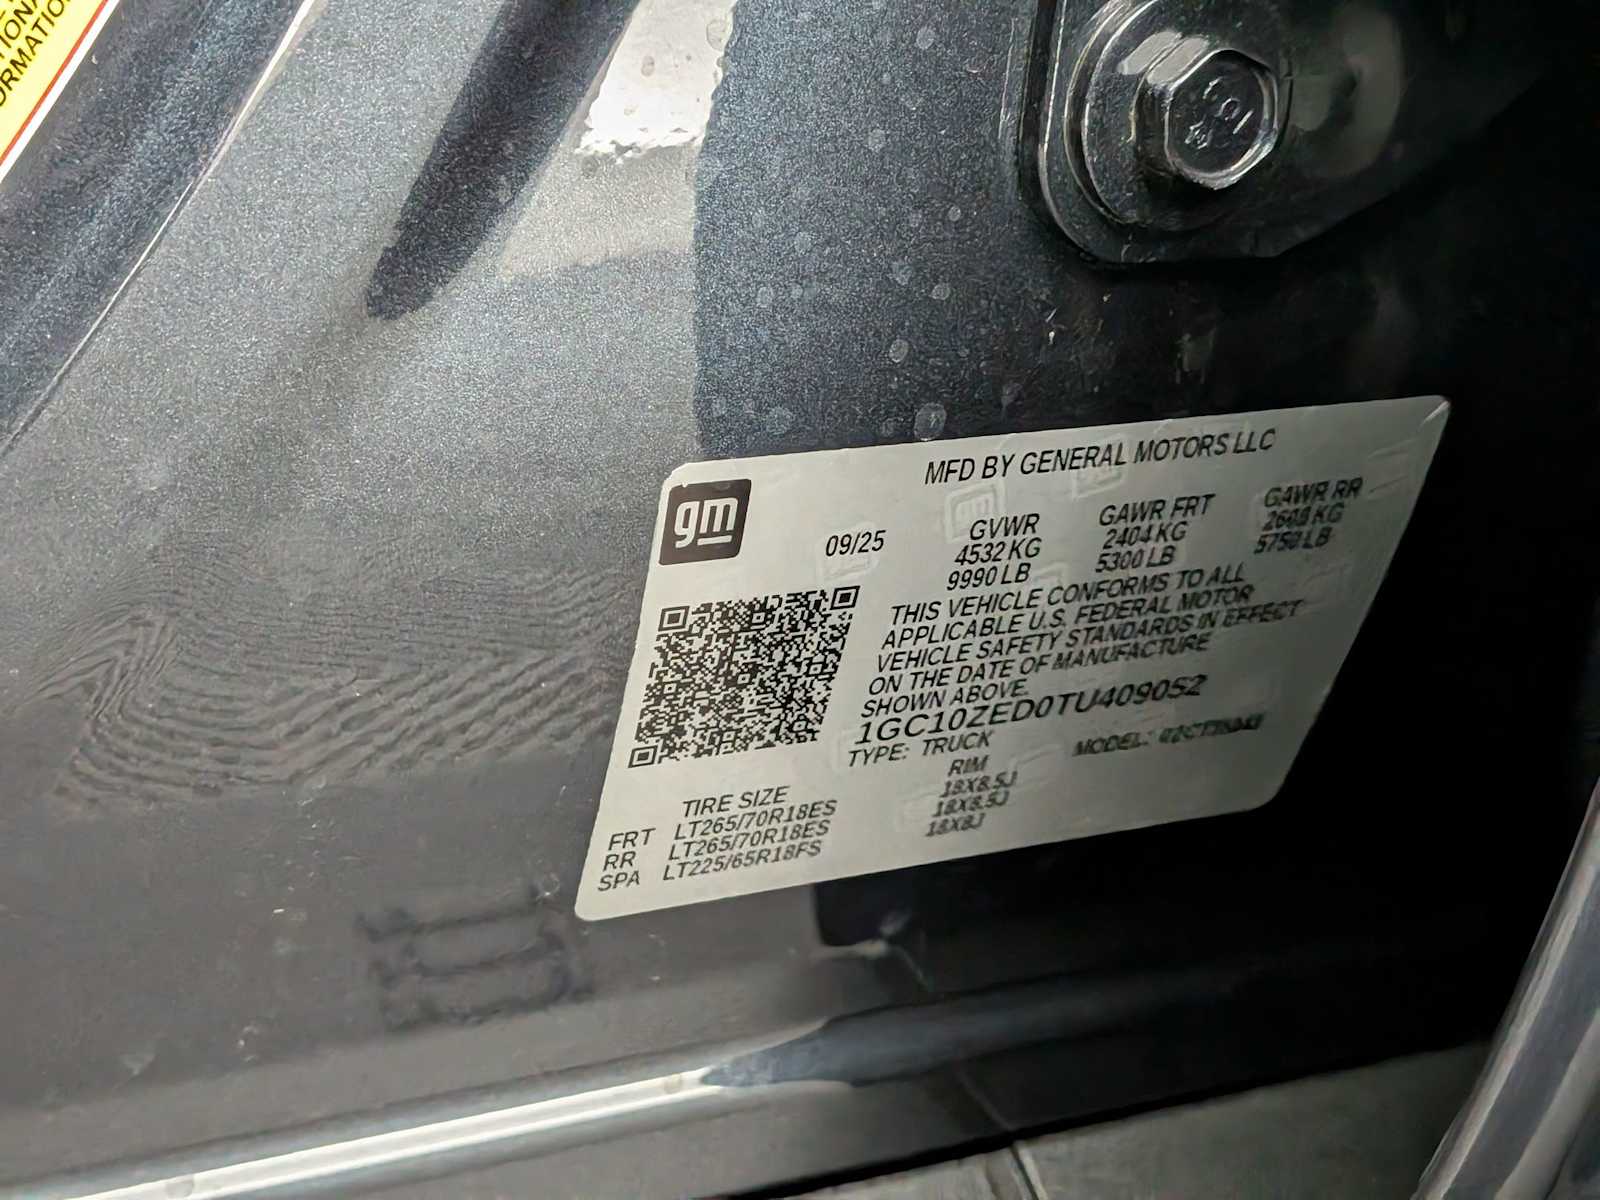 ORMATION
gm
MFD BY GENERAL MOTORS LLC
09/25
GVWR GAWR FRT GAWR RR
4532 KG 2404 KG 2608 KG
9990 LB 5300 LB 5750 LB
THIS VEHICLE CONFORMS TO ALL
APPLICABLE U.S. FEDERAL MOTOR
VEHICLE SAFETY STANDARDS IN EFFECT
ON THE DATE OF MANUFACTURE
SHOWN ABOVE.
1GC10ZED0TU409052
TYPE: TRUCK MODEL:
TIRE SIZE RIM
FRT LT265/70R18ES 18X8.5J
RR LT265/70R18ES 18X8.5J
SPA LT225/65R18FS 18X8J